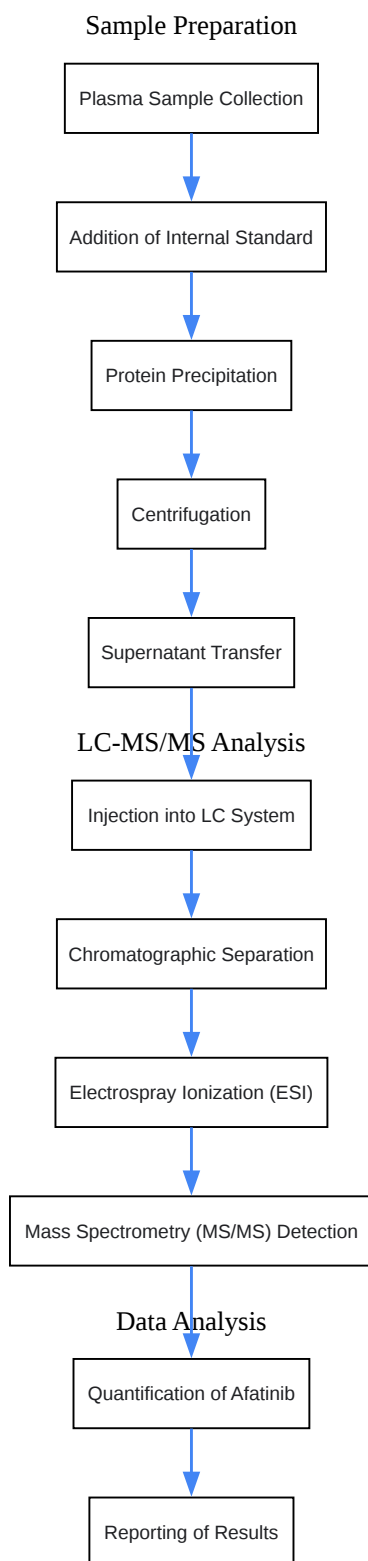 Sample Preparation
Plasma Sample Collection
Addition of Internal Standard
Protein Precipitation
Centrifugation
Supernatant Transfer
LC-MS/MS Analysis
Injection into LC System
Chromatographic Separation
Electrospray Ionization (ESI)
Mass Spectrometry (MS/MS) Detection
Data Analysis
Quantification of Afatinib
Reporting of Results